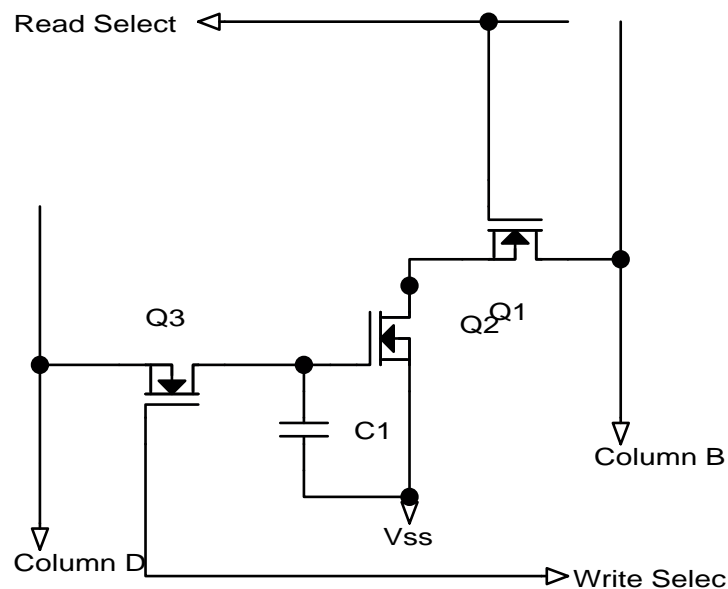 Read Select
Q3
Q2
Q1
C1
Column B
Vss
Column D
Write Selec